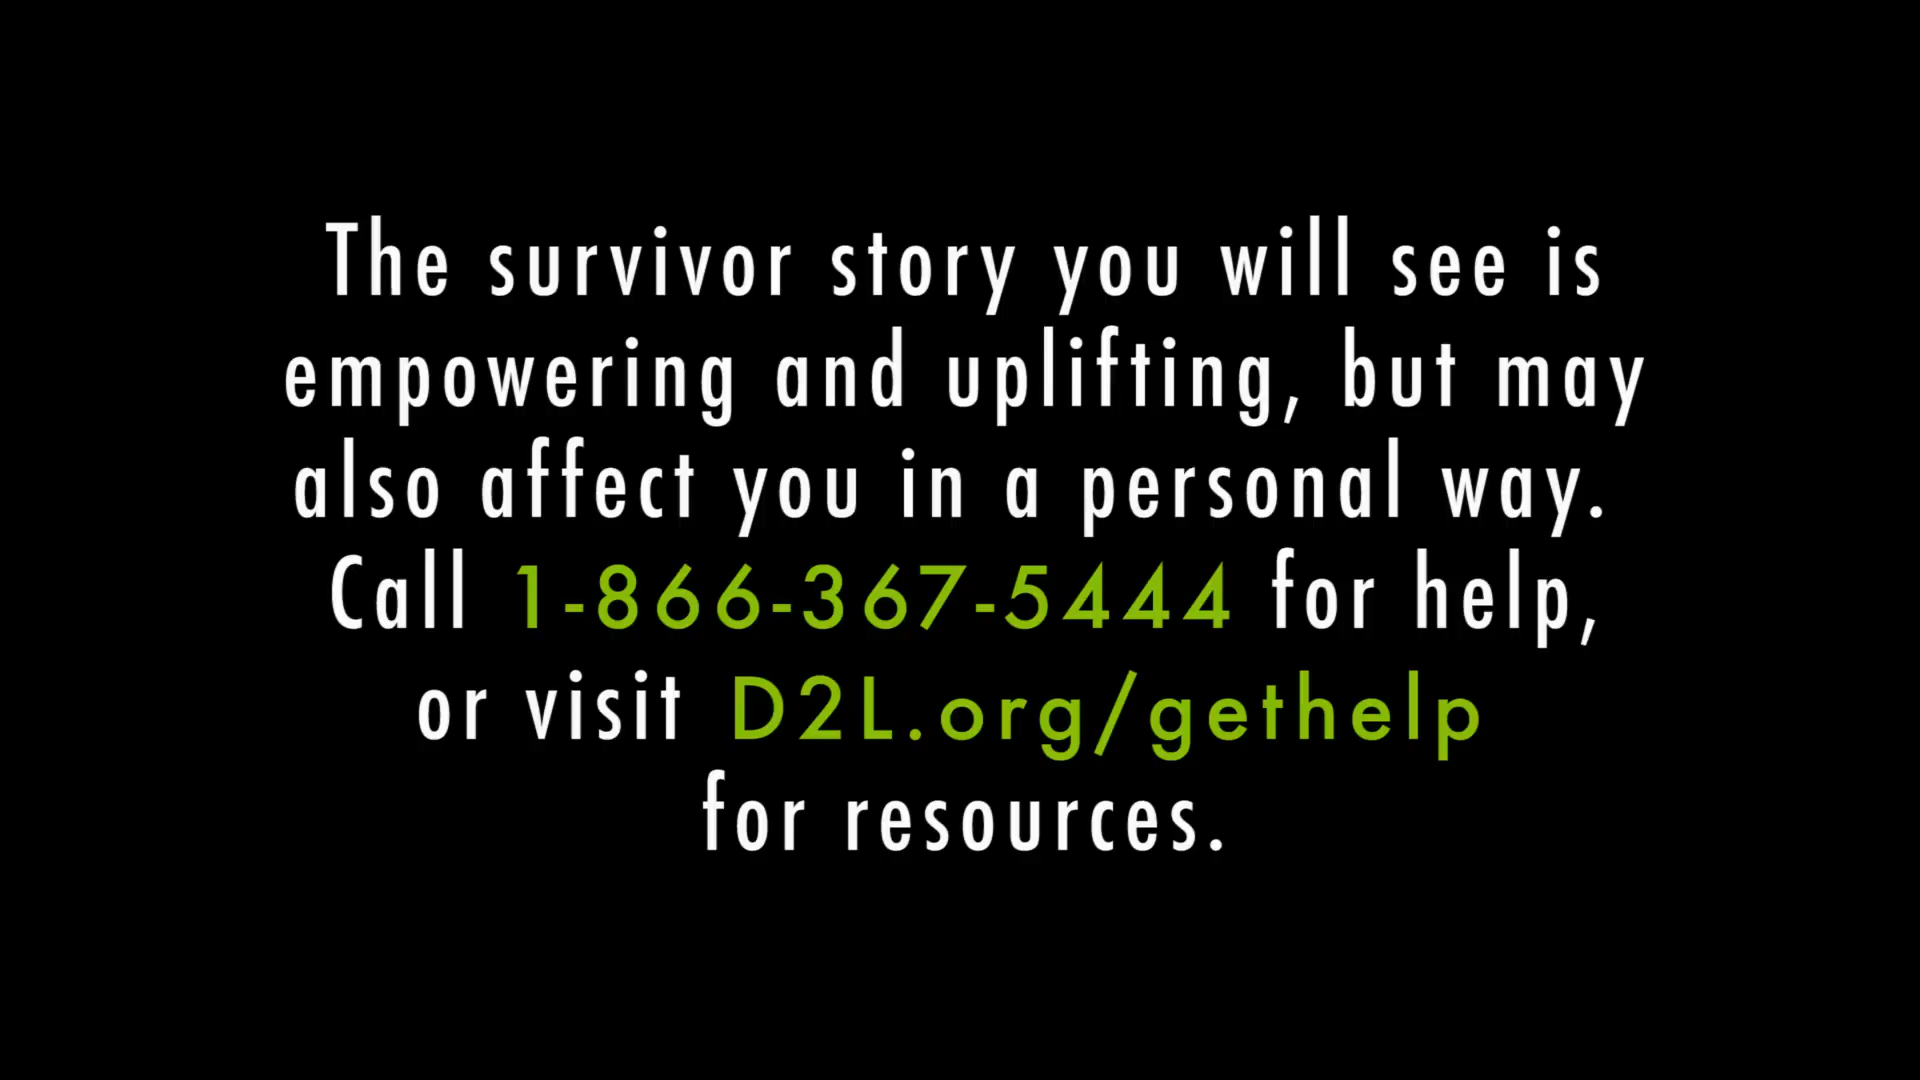 The survivor story you will see is
empowering and uplifting, but may
also affect you in a personal way.
Call 1-866-367-5444 for help,
or visit D2L.org/gethelp
for resources.